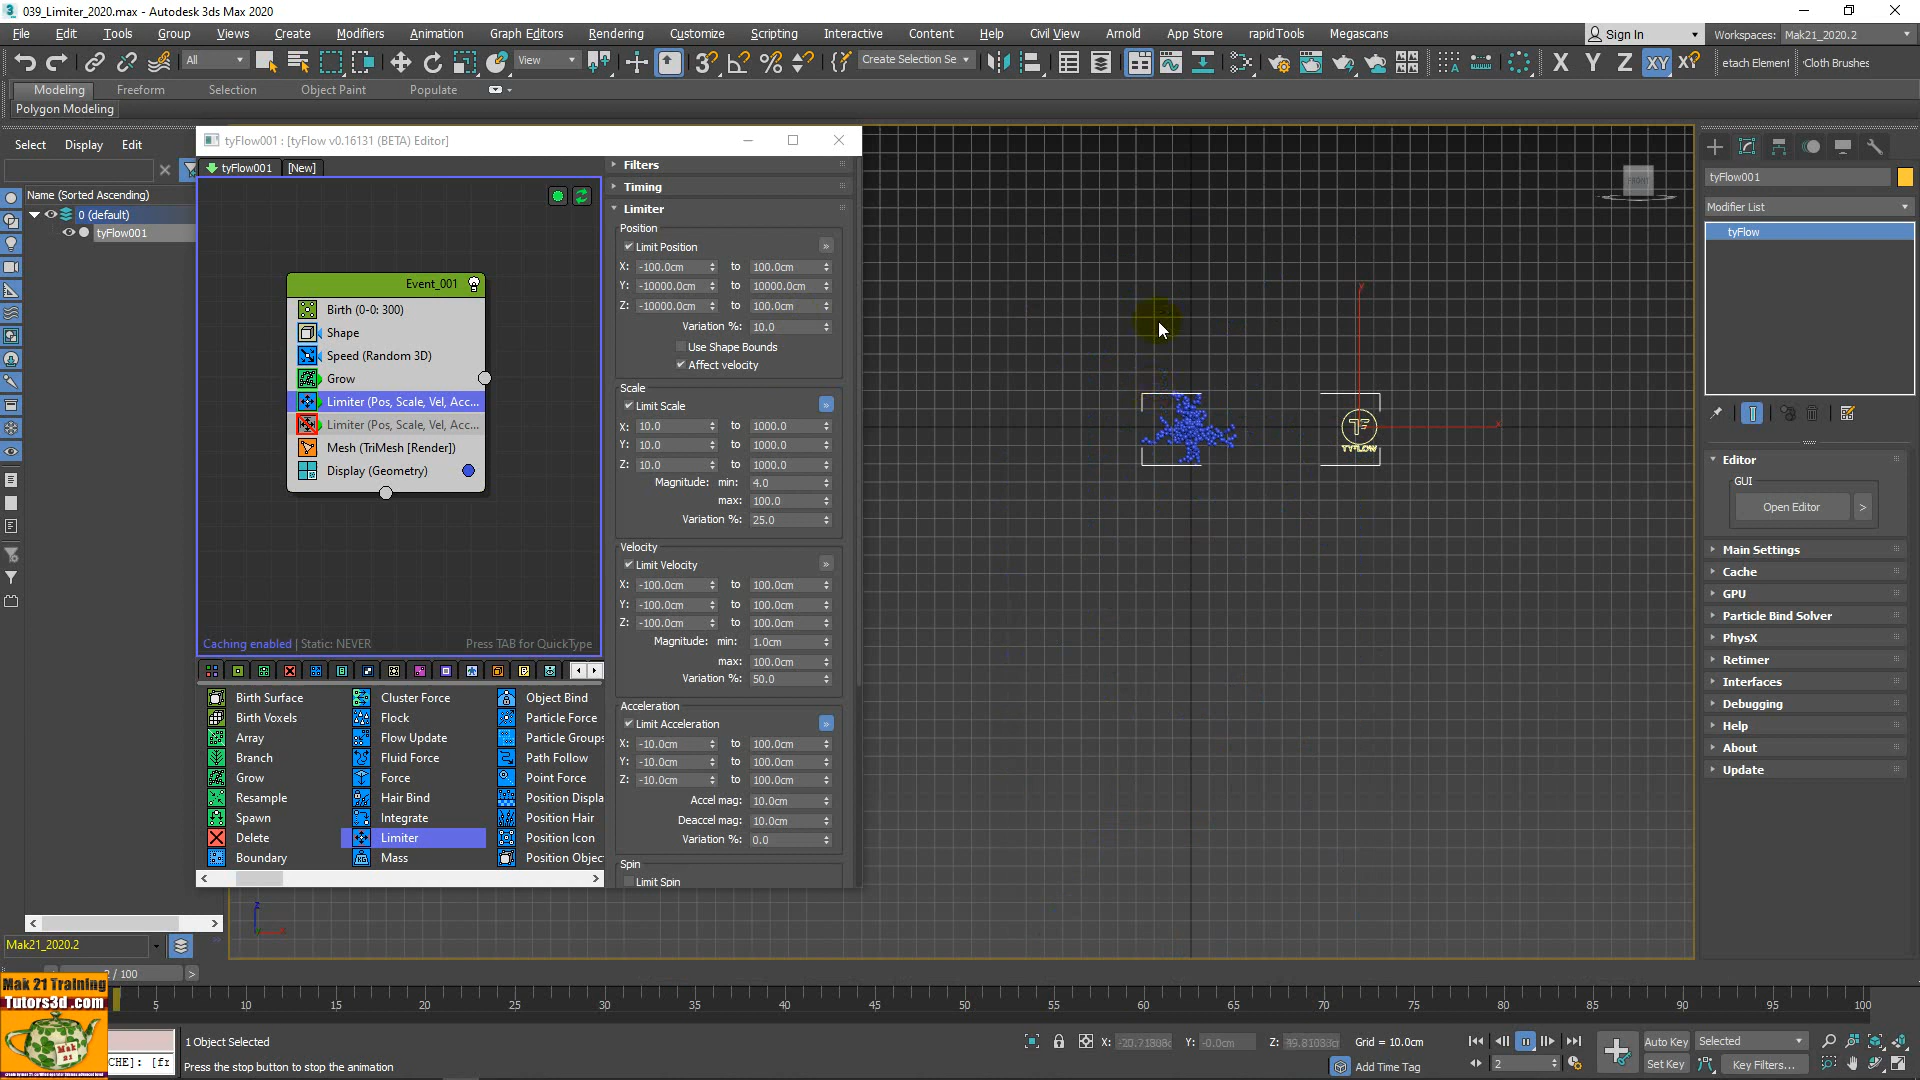 039_Limiter_2020.max - Autodesk 3ds Max 2020
File Edit Tools Group Views Create Modifiers Animation Graph Editors Rendering Customize Scripting Interactive Content Help Civil View Arnold App Store rapidTools Megascans Sign In Workspaces: Mak21_2020.2
All View Create Selection Se X Y Z XY XY etach Element Cloth Brushes
Modeling Freeform Selection Object Paint Populate
Polygon Modeling
Select Display Edit
Name (Sorted Ascending)
0 (default)
tyFlow001
tyFlow001 : [tyFlow v0.16131 (BETA) Editor]
tyFlow001 [New]
Event_001
Birth (0-0: 300)
Shape
Speed (Random 3D)
Grow
Limiter (Pos, Scale, Vel, Acc...
Limiter (Pos, Scale, Vel, Acc...
Mesh (TriMesh [Render])
Display (Geometry)
Caching enabled | Static: NEVER Press TAB for QuickType
Birth Surface Cluster Force Object Bind
Birth Voxels Flock Particle Force
Array Flow Update Particle Groups
Branch Fluid Force Path Follow
Grow Force Point Force
Resample Hair Bind Position Displa
Spawn Integrate Position Hair
Delete Limiter Position Icon
Boundary Mass Position Objec
Filters
Timing
Limiter
Position
Limit Position
X: -100.0cm to 100.0cm
Y: -10000.0cm to 10000.0cm
Z: -10000.0cm to 100.0cm
Variation %: 10.0
Use Shape Bounds
Affect velocity
Scale
Limit Scale
X: 10.0 to 1000.0
Y: 10.0 to 1000.0
Z: 10.0 to 1000.0
Magnitude: min: 4.0
max: 100.0
Variation %: 25.0
Velocity
Limit Velocity
X: -100.0cm to 100.0cm
Y: -100.0cm to 100.0cm
Z: -100.0cm to 100.0cm
Magnitude: min: 1.0cm
max: 100.0cm
Variation %: 50.0
Acceleration
Limit Acceleration
X: -10.0cm to 100.0cm
Y: -10.0cm to 100.0cm
Z: -10.0cm to 100.0cm
Accel mag: 10.0cm
Deaccel mag: 10.0cm
Variation %: 0.0
Spin
Limit Spin
FRONT
y
x
TF
TYFLOW
z
tyFlow001
Modifier List
tyFlow
Editor
GUI
Open Editor >
Main Settings
Cache
GPU
Particle Bind Solver
PhysX
Retimer
Interfaces
Debugging
Help
About
Update
Mak21_2020.2
2 / 100
5 10 15 20 25 30 35 40 45 50 55 60 65 70 75 80 85 90 95 100
Mak 21 Training
Tutors3d.com
Mak
21
CHE]: [fr
1 Object Selected
Press the stop button to stop the animation
X: Y: -0.0cm Z: Grid = 10.0cm
Add Time Tag
2
Auto Key Selected
Set Key Key Filters...